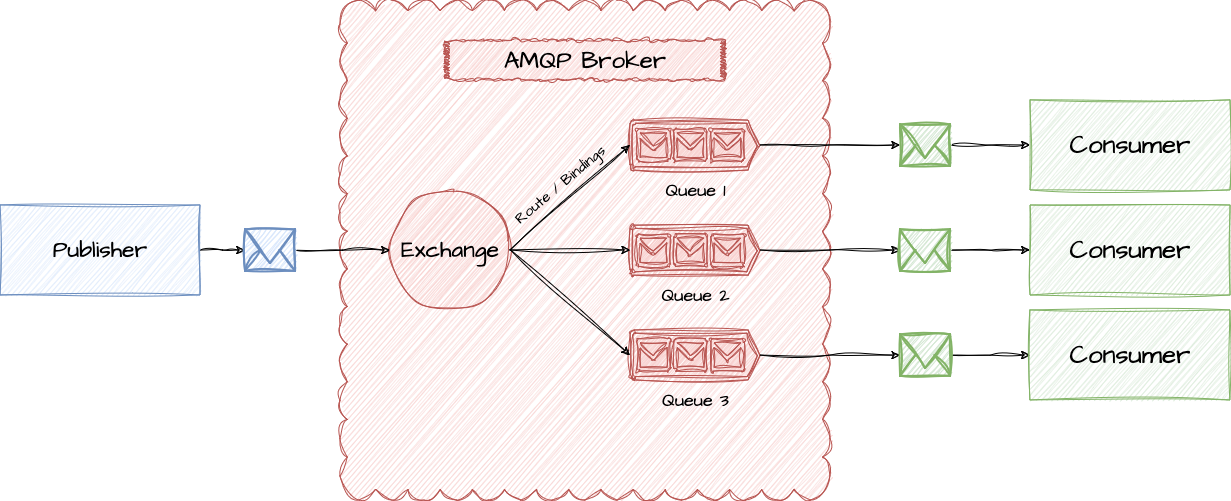 AMQP Broker
Route / Bindings
Queue 1
Publisher
Exchange
Queue 2
Queue 3
Consumer
Consumer
Consumer